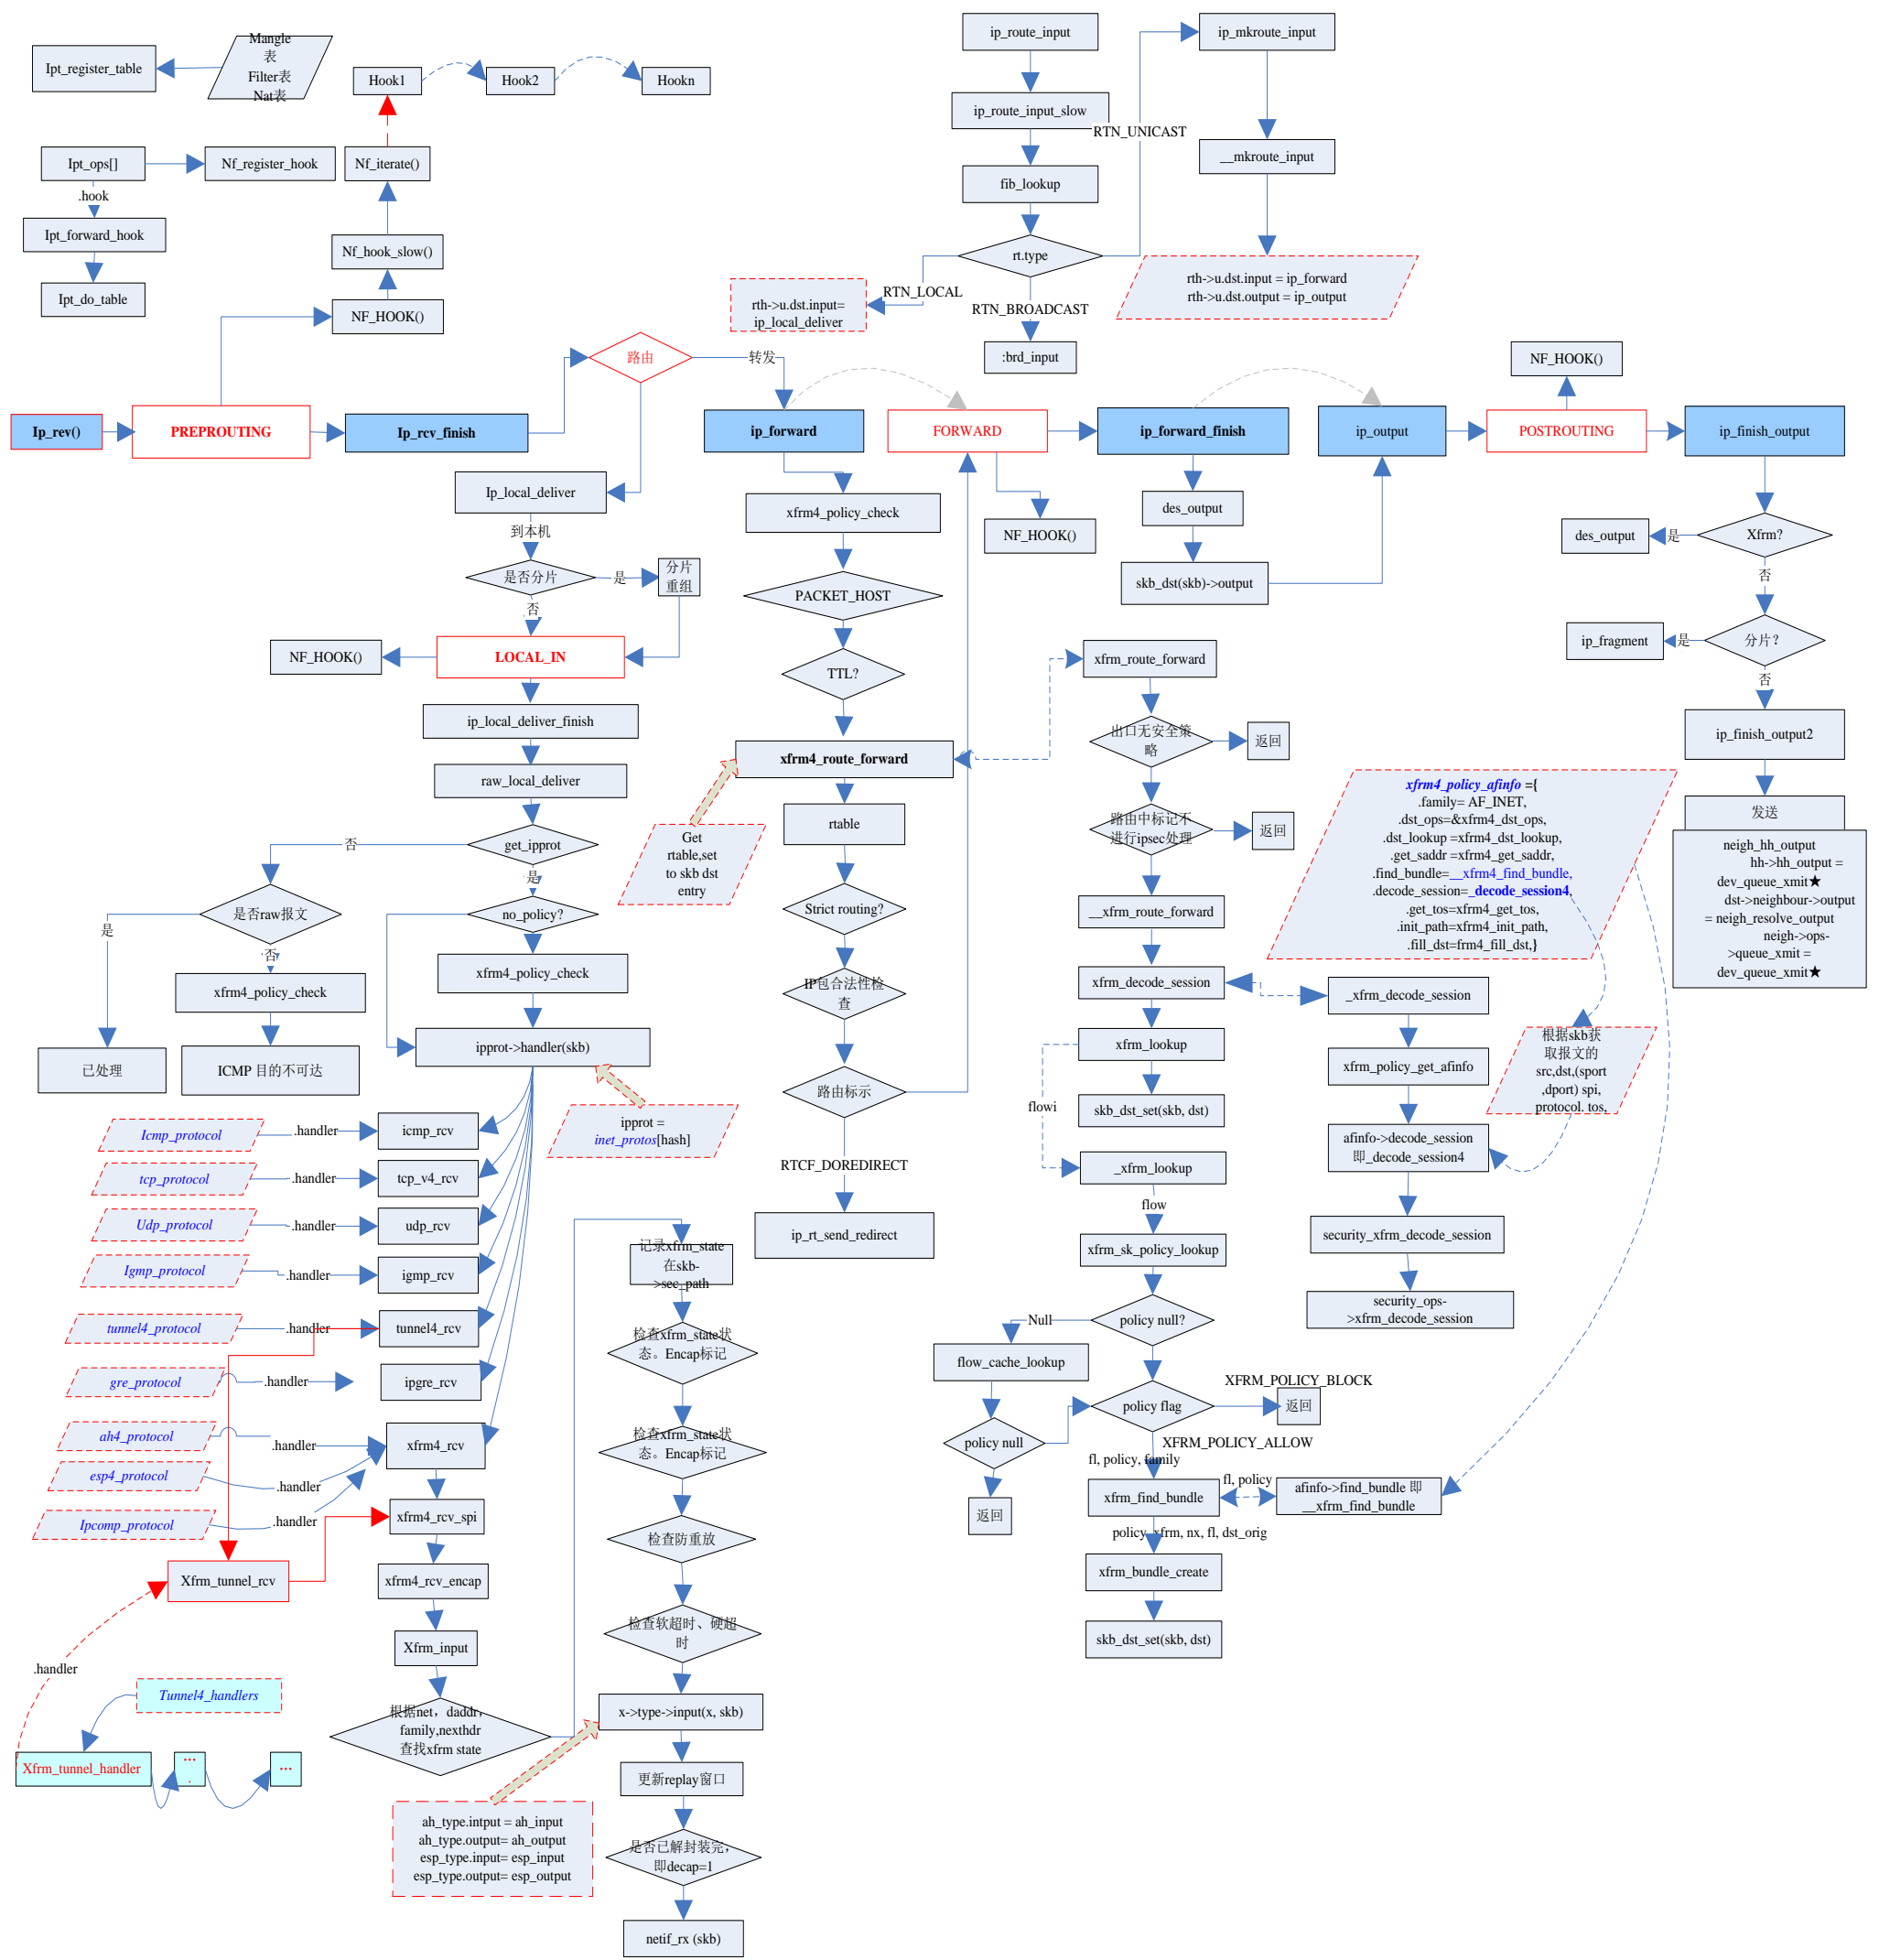 Ipt_register_table
Mangle
表
Filter表
Nat表
Hook1
Hook2
Hookn
Ipt_ops[]
Nf_register_hook
Nf_iterate()
.hook
Ipt_forward_hook
Nf_hook_slow()
Ipt_do_table
NF_HOOK()
ip_route_input
ip_mkroute_input
ip_route_input_slow
RTN_UNICAST
__mkroute_input
fib_lookup
rt.type
rth->u.dst.input = ip_forward
rth->u.dst.output = ip_output
RTN_LOCAL
rth->u.dst.input=
ip_local_deliver
RTN_BROADCAST
:brd_input
路由
转发
NF_HOOK()
Ip_rev()
PREPROUTING
Ip_rcv_finish
ip_forward
FORWARD
ip_forward_finish
ip_output
POSTROUTING
ip_finish_output
Ip_local_deliver
到本机
是否分片
是
分片
重组
否
NF_HOOK()
LOCAL_IN
ip_local_deliver_finish
raw_local_deliver
get_ipprot
否
是
是否raw报文
no_policy?
是
否
xfrm4_policy_check
xfrm4_policy_check
已处理
ICMP 目的不可达
ipprot->handler(skb)
ipprot =
inet_protos[hash]
Icmp_protocol
.handler
icmp_rcv
tcp_protocol
.handler
tcp_v4_rcv
Udp_protocol
.handler
udp_rcv
Igmp_protocol
.handler
igmp_rcv
tunnel4_protocol
.handler
tunnel4_rcv
gre_protocol
.handler
ipgre_rcv
ah4_protocol
.handler
xfrm4_rcv
esp4_protocol
.handler
Ipcomp_protocol
.handler
xfrm4_rcv_spi
Xfrm_tunnel_rcv
xfrm4_rcv_encap
Xfrm_input
.handler
Tunnel4_handlers
Xfrm_tunnel_handler
...
.
...
根据net，daddr，
family,nexthdr
查找xfrm state
记录xfrm_state
在skb-
>sec_path
检查xfrm_state状
态。Encap标记
检查xfrm_state状
态。Encap标记
检查防重放
检查软超时、硬超
时
x->type->input(x, skb)
更新replay窗口
是否已解封装完，
即decap=1
netif_rx (skb)
ah_type.intput = ah_input
ah_type.output= ah_output
esp_type.input= esp_input
esp_type.output= esp_output
xfrm4_policy_check
PACKET_HOST
TTL?
xfrm4_route_forward
Get
rtable,set
to skb dst
entry
rtable
Strict routing?
IP包合法性检
查
路由标示
RTCF_DOREDIRECT
ip_rt_send_redirect
NF_HOOK()
des_output
skb_dst(skb)->output
xfrm_route_forward
出口无安全策
略
返回
路由中标记不
进行ipsec处理
返回
__xfrm_route_forward
xfrm_decode_session
xfrm_lookup
flowi
skb_dst_set(skb, dst)
_xfrm_lookup
flow
xfrm_sk_policy_lookup
policy null?
Null
flow_cache_lookup
policy null
返回
policy flag
XFRM_POLICY_BLOCK
返回
XFRM_POLICY_ALLOW
fl, policy, family
xfrm_find_bundle
fl, policy
afinfo->find_bundle 即
__xfrm_find_bundle
policy, xfrm, nx, fl, dst_orig
xfrm_bundle_create
skb_dst_set(skb, dst)
xfrm4_policy_afinfo ={
.family= AF_INET,
.dst_ops=&xfrm4_dst_ops,
.dst_lookup =xfrm4_dst_lookup,
.get_saddr =xfrm4_get_saddr,
.find_bundle=__xfrm4_find_bundle,
.decode_session=_decode_session4,
.get_tos=xfrm4_get_tos,
.init_path=xfrm4_init_path,
.fill_dst=frm4_fill_dst,}
_xfrm_decode_session
xfrm_policy_get_afinfo
根据skb获
取报文的
src,dst,(sport
,dport) spi,
protocol. tos,
afinfo->decode_session
即_decode_session4
security_xfrm_decode_session
security_ops-
>xfrm_decode_session
Xfrm?
是
des_output
否
分片?
是
ip_fragment
否
ip_finish_output2
发送
neigh_hh_output
hh->hh_output =
dev_queue_xmit★
dst->neighbour->output
= neigh_resolve_output
neigh->ops-
>queue_xmit =
dev_queue_xmit★